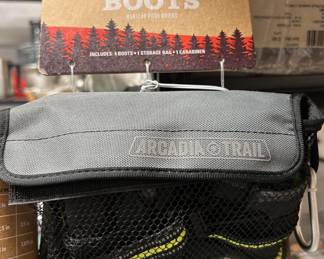 BOOTS
INCLUDES: 4 BOOTS • 1 STORAGE BAG • 1 CARABINER
ARCADIA TRAIL